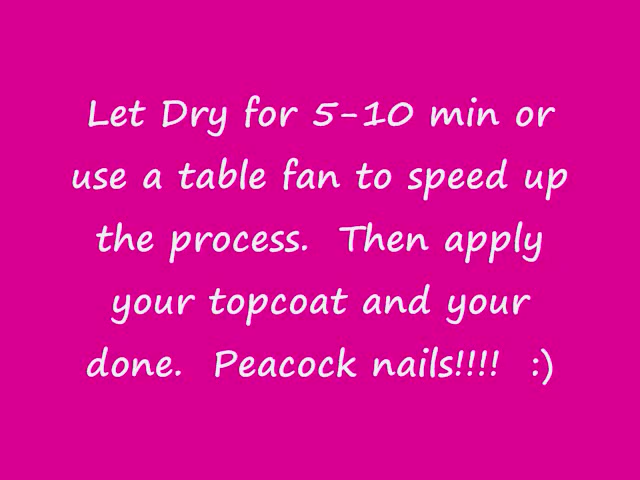 Let Dry for 5-10 min or
use a table fan to speed up
the process.  Then apply
your topcoat and your
done.  Peacock nails!!!!  :)